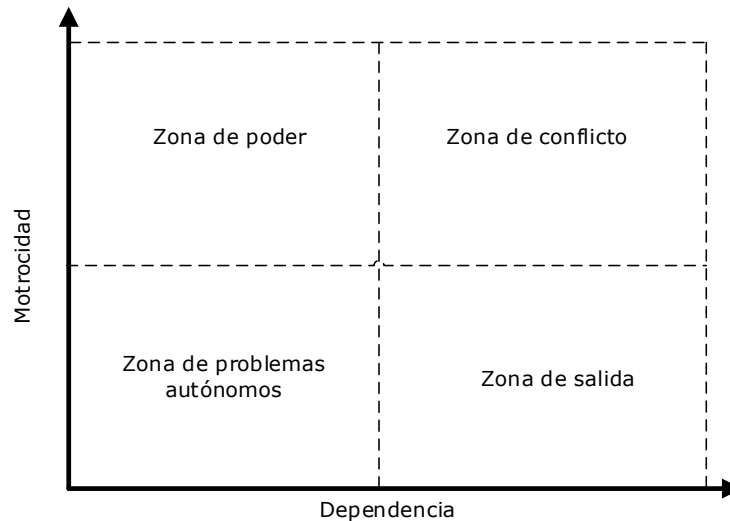 Zona de poder
Zona de conflicto
Motrocidad
Zona de problemas
autónomos
Zona de salida
Dependencia